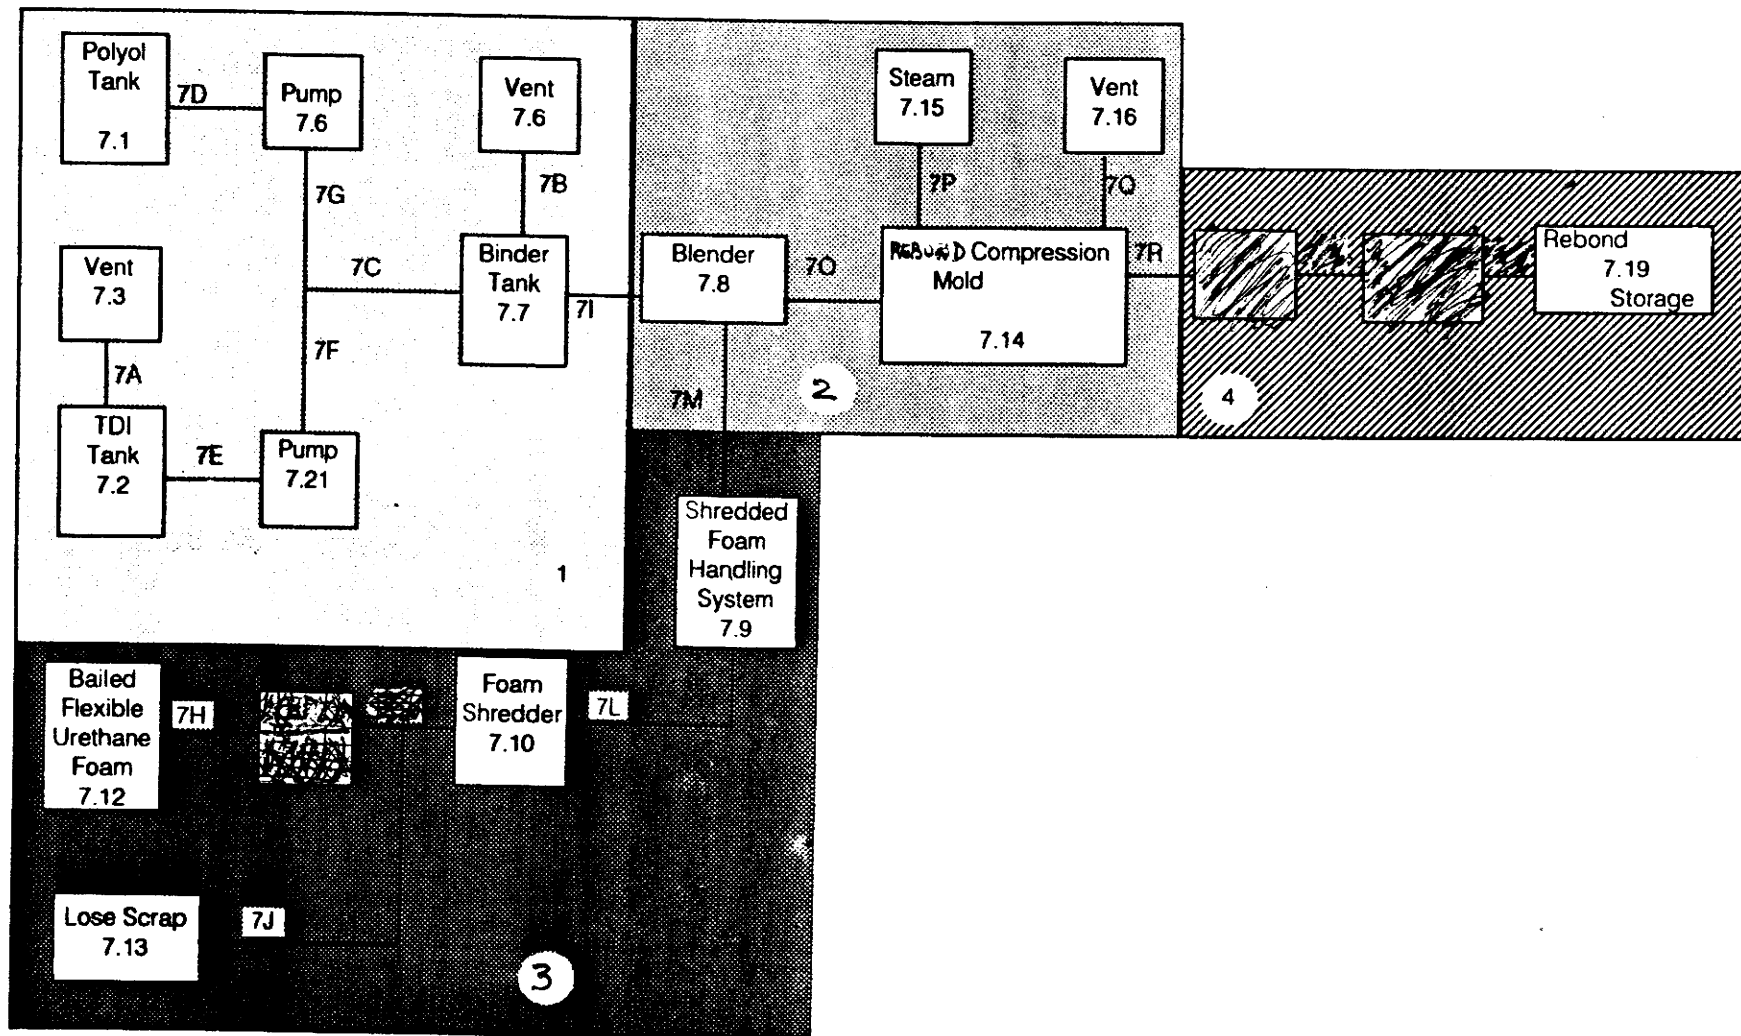 Polyol
Tank
7.1
7D
Pump
7.6
Vent
7.6
7G
7B
Vent
7.3
7A
7C
Binder
Tank
7.7
7I
7F
TDI
Tank
7.2
7E
Pump
7.21
1
Steam
7.15
Vent
7.16
7P
7Q
Blender
7.8
7O
REBOND Compression
Mold
7.14
7R
7M
2
4
Rebond
7.19
Storage
Shredded
Foam
Handling
System
7.9
Bailed
Flexible
Urethane
Foam
7.12
7H
Foam
Shredder
7.10
7L
Lose Scrap
7.13
7J
3